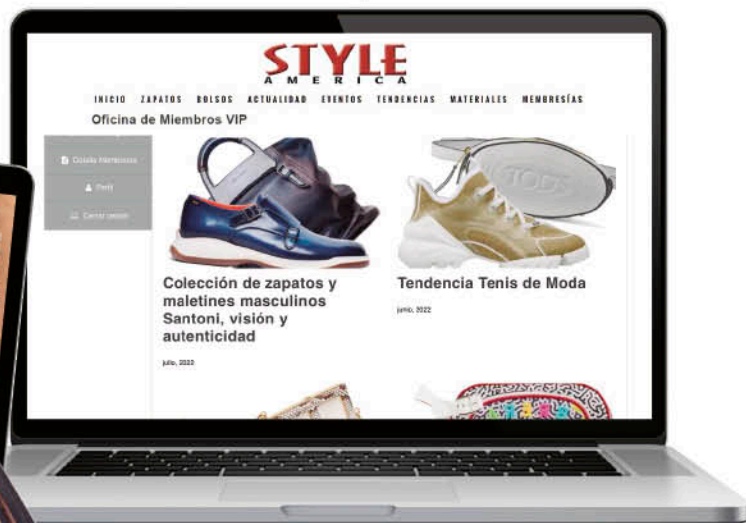 STYLE
AMERICA
INICIO ZAPATOS BOLSOS ACTUALIDAD EVENTOS TENDENCIAS MATERIALES MEMBRESÍAS
Oficina de Miembros VIP
Perfil
Cerrar sesión
TOD'S
Colección de zapatos y
maletines masculinos
Santoni, visión y
autenticidad
julio, 2022
Tendencia Tenis de Moda
junio, 2022